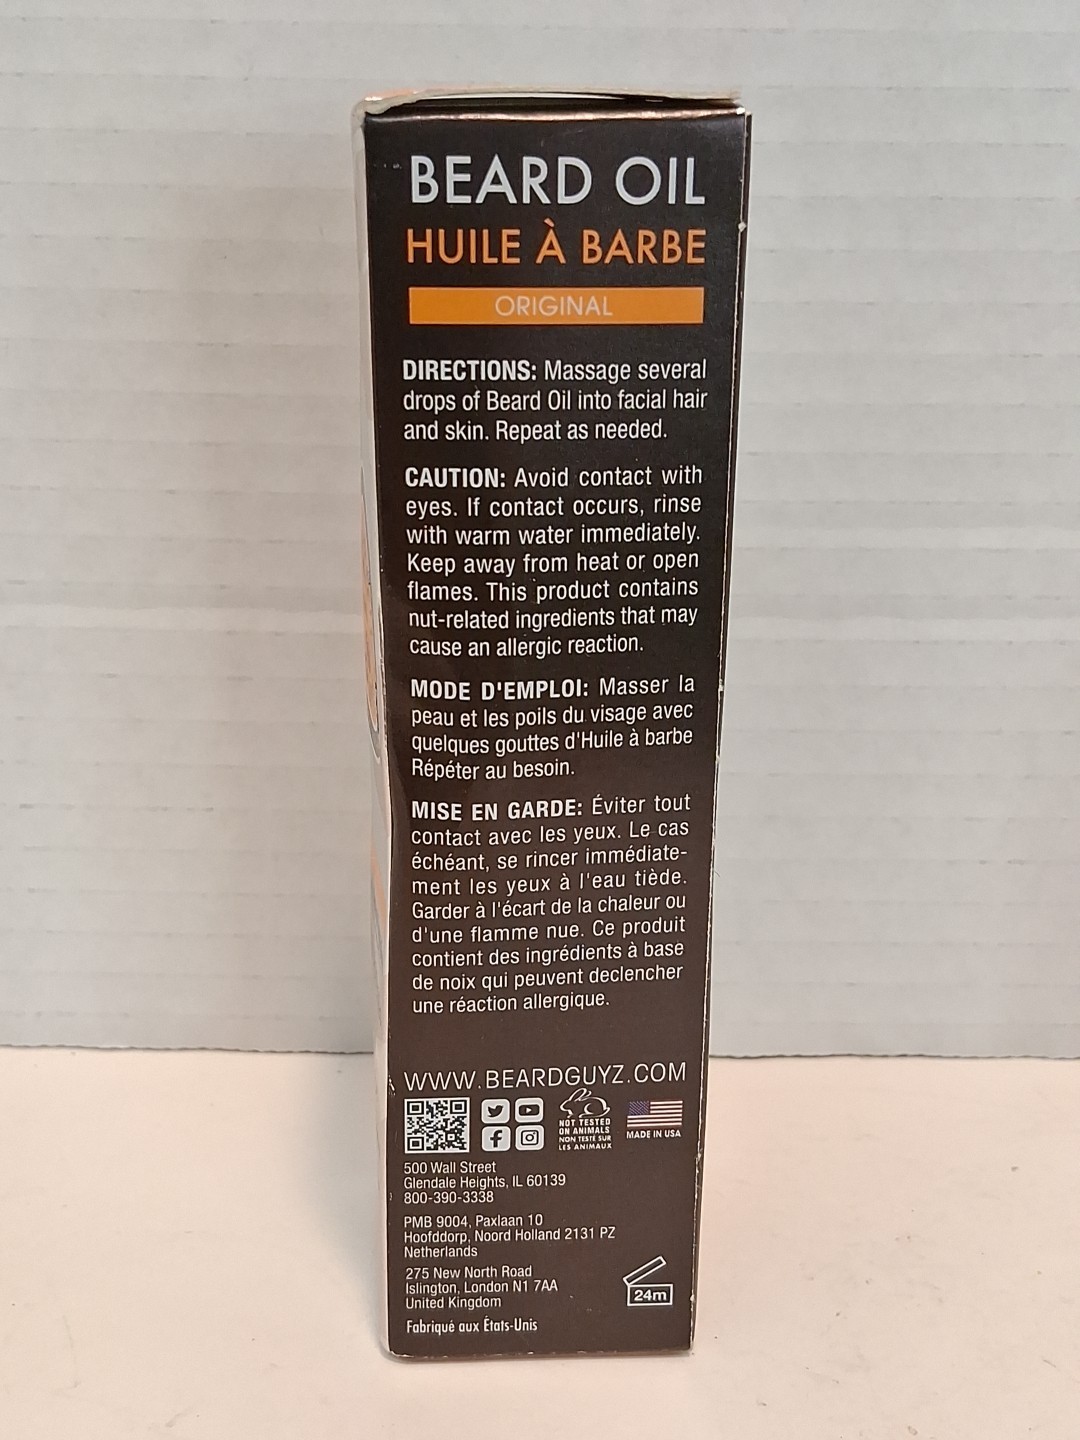 BEARD OIL
HUILE À BARBE
ORIGINAL
DIRECTIONS: Massage several
drops of Beard Oil into facial hair
and skin. Repeat as needed.
CAUTION: Avoid contact with
eyes. If contact occurs, rinse
with warm water immediately.
Keep away from heat or open
flames. This product contains
nut-related ingredients that may
cause an allergic reaction.
MODE D'EMPLOI: Masser la
peau et les poils du visage avec
quelques gouttes d'Huile à barbe
Répéter au besoin.
MISE EN GARDE: Éviter tout
contact avec les yeux. Le cas
échéant, se rincer immédiate-
ment les yeux à l'eau tiède.
Garder à l'écart de la chaleur ou
d'une flamme nue. Ce produit
contient des ingrédients à base
de noix qui peuvent declencher
une réaction allergique.
WWW.BEARDGUYZ.COM
NOT TESTED
ON ANIMALS
NON TESTÉ SUR
LES ANIMAUX
MADE IN USA
500 Wall Street
Glendale Heights, IL 60139
800-390-3338
PMB 9004, Paxlaan 10
Hoofddorp, Noord Holland 2131 PZ
Netherlands
275 New North Road
Islington, London N1 7AA
United Kingdom
24m
Fabriqué aux États-Unis